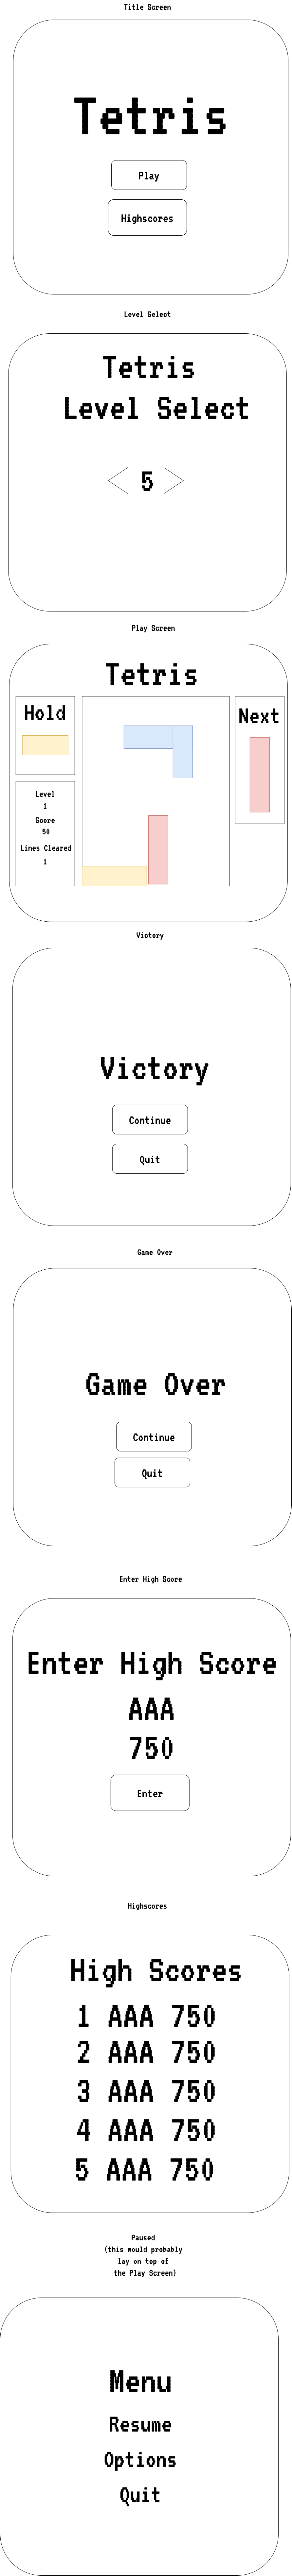 Title Screen
Tetris
Play
Highscores
Level Select
Tetris
Level Select
5
Play Screen
Tetris
Hold
Next
Level
1
Score
50
Lines Cleared
1
Victory
Victory
Continue
Quit
Game Over
Game Over
Continue
Quit
Enter High Score
Enter High Score
AAA
750
Enter
Highscores
High Scores
1 AAA 750
2 AAA 750
3 AAA 750
4 AAA 750
5 AAA 750
Paused
(this would probably
lay on top of
the Play Screen)
Menu
Resume
Options
Quit